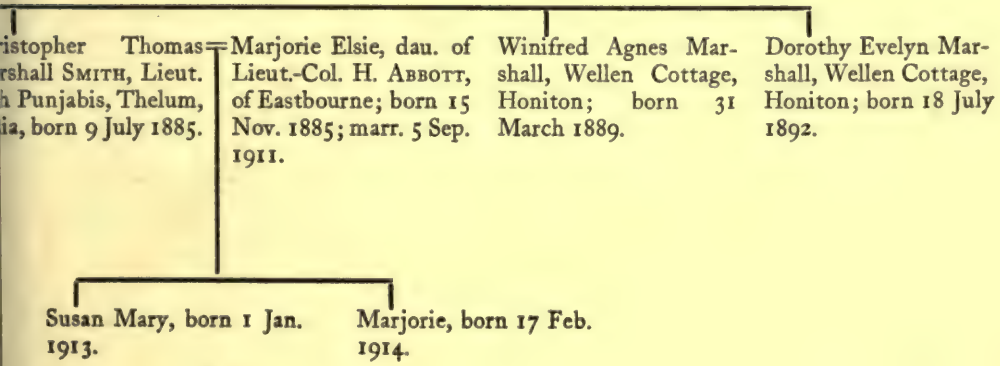 Thomas
SMITH, Lieut.
Punjabis, Thelum,
born 9 July 1885.
Marjorie Elsie, dau. of
Lieut.-Col. H. ABBOTT,
of Eastbourne; born 15
Nov. 1885; marr. 5 Sep.
1911.
Winifred Agnes Mar-
shall, Wellen Cottage,
Honiton; born 31
March 1889.
Dorothy Evelyn Mar-
shall, Wellen Cottage,
Honiton; born 18 July
1892.
Susan Mary, born 1 Jan.
1913.
Marjorie, born 17 Feb.
1914.